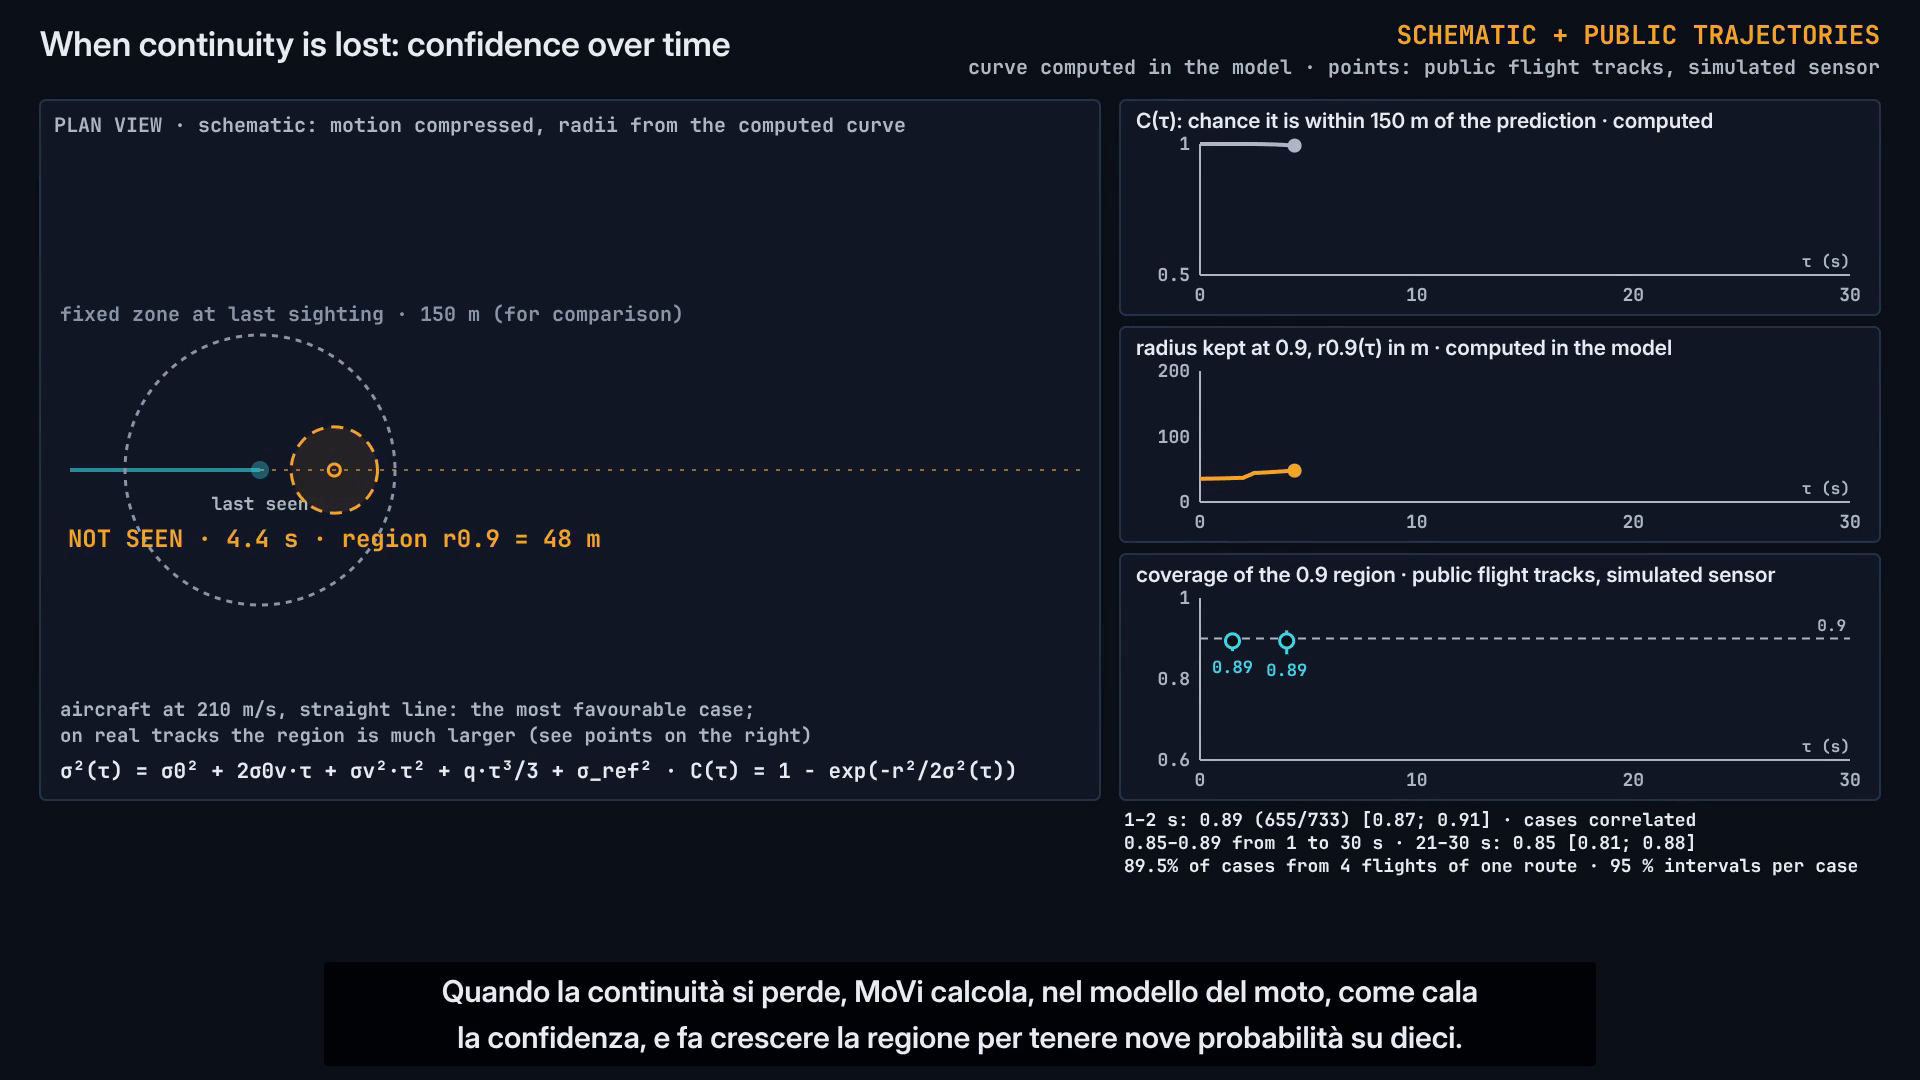 When continuity is lost: confidence over time
SCHEMATIC + PUBLIC TRAJECTORIES
curve computed in the model · points: public flight tracks, simulated sensor
PLAN VIEW · schematic: motion compressed, radii from the computed curve
fixed zone at last sighting · 150 m (for comparison)
last seen
NOT SEEN · 4.4 s · region r0.9 = 48 m
aircraft at 210 m/s, straight line: the most favourable case;
on real tracks the region is much larger (see points on the right)
σ²(τ) = σ0² + 2σ0v·τ + σv²·τ² + q·τ³/3 + σ_ref² · C(τ) = 1 - exp(-r²/2σ²(τ))
C(τ): chance it is within 150 m of the prediction · computed
1
0.5
τ (s)
0 10 20 30
radius kept at 0.9, r0.9(τ) in m · computed in the model
200
100
0
τ (s)
0 10 20 30
coverage of the 0.9 region · public flight tracks, simulated sensor
1
0.9
0.89 0.89
0.8
τ (s)
0.6
0 10 20 30
1–2 s: 0.89 (655/733) [0.87; 0.91] · cases correlated
0.85–0.89 from 1 to 30 s · 21–30 s: 0.85 [0.81; 0.88]
89.5% of cases from 4 flights of one route · 95 % intervals per case
Quando la continuità si perde, MoVi calcola, nel modello del moto, come cala
la confidenza, e fa crescere la regione per tenere nove probabilità su dieci.